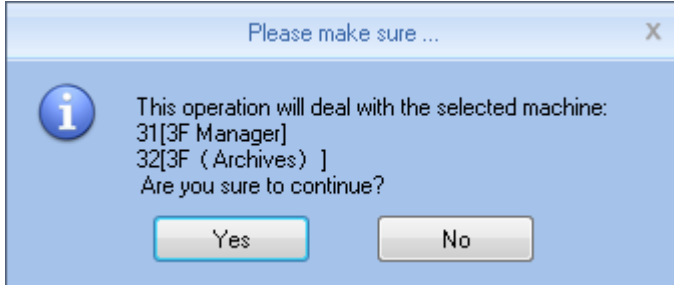 Please make sure ...
X
This operation will deal with the selected machine:
31[3F Manager]
32[3F（Archives）]
Are you sure to continue?
Yes
No